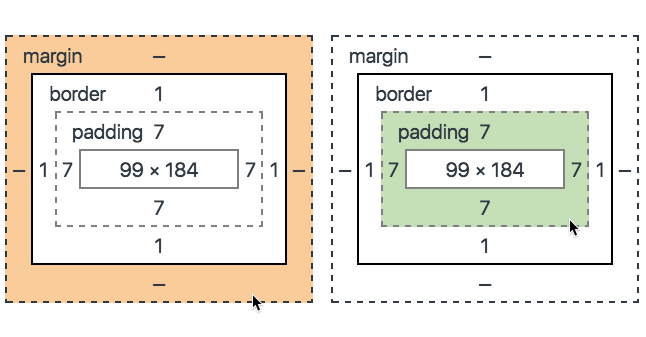 margin –
border 1
padding 7
– 1 7 99 × 184 7 1 –
7
1
–
margin –
border 1
padding 7
– 1 7 99 × 184 7 1 –
7
1
–